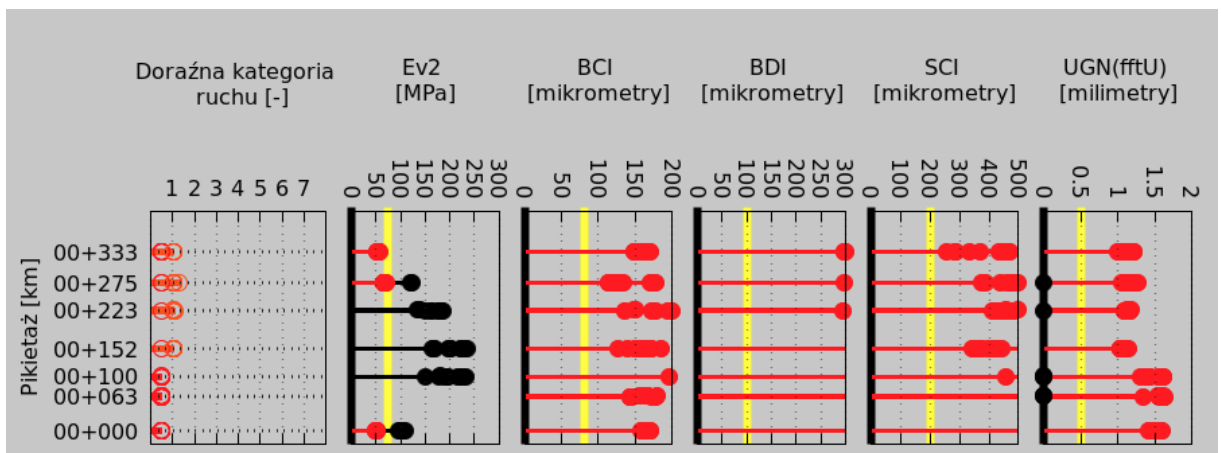 Doraźna kategoria
ruchu [-]
Ev2
[MPa]
BCI
[mikrometry]
BDI
[mikrometry]
SCI
[mikrometry]
UGN(fftU)
[milimetry]
1 2 3 4 5 6 7
0 50 100 150 200 250 300
0 50 100 150 200
0 50 100 150 200 250 300
0 100 200 300 400 500
0 0.5 1 1.5 2
Pikietaż [km]
00+333
00+275
00+223
00+152
00+100
00+063
00+000